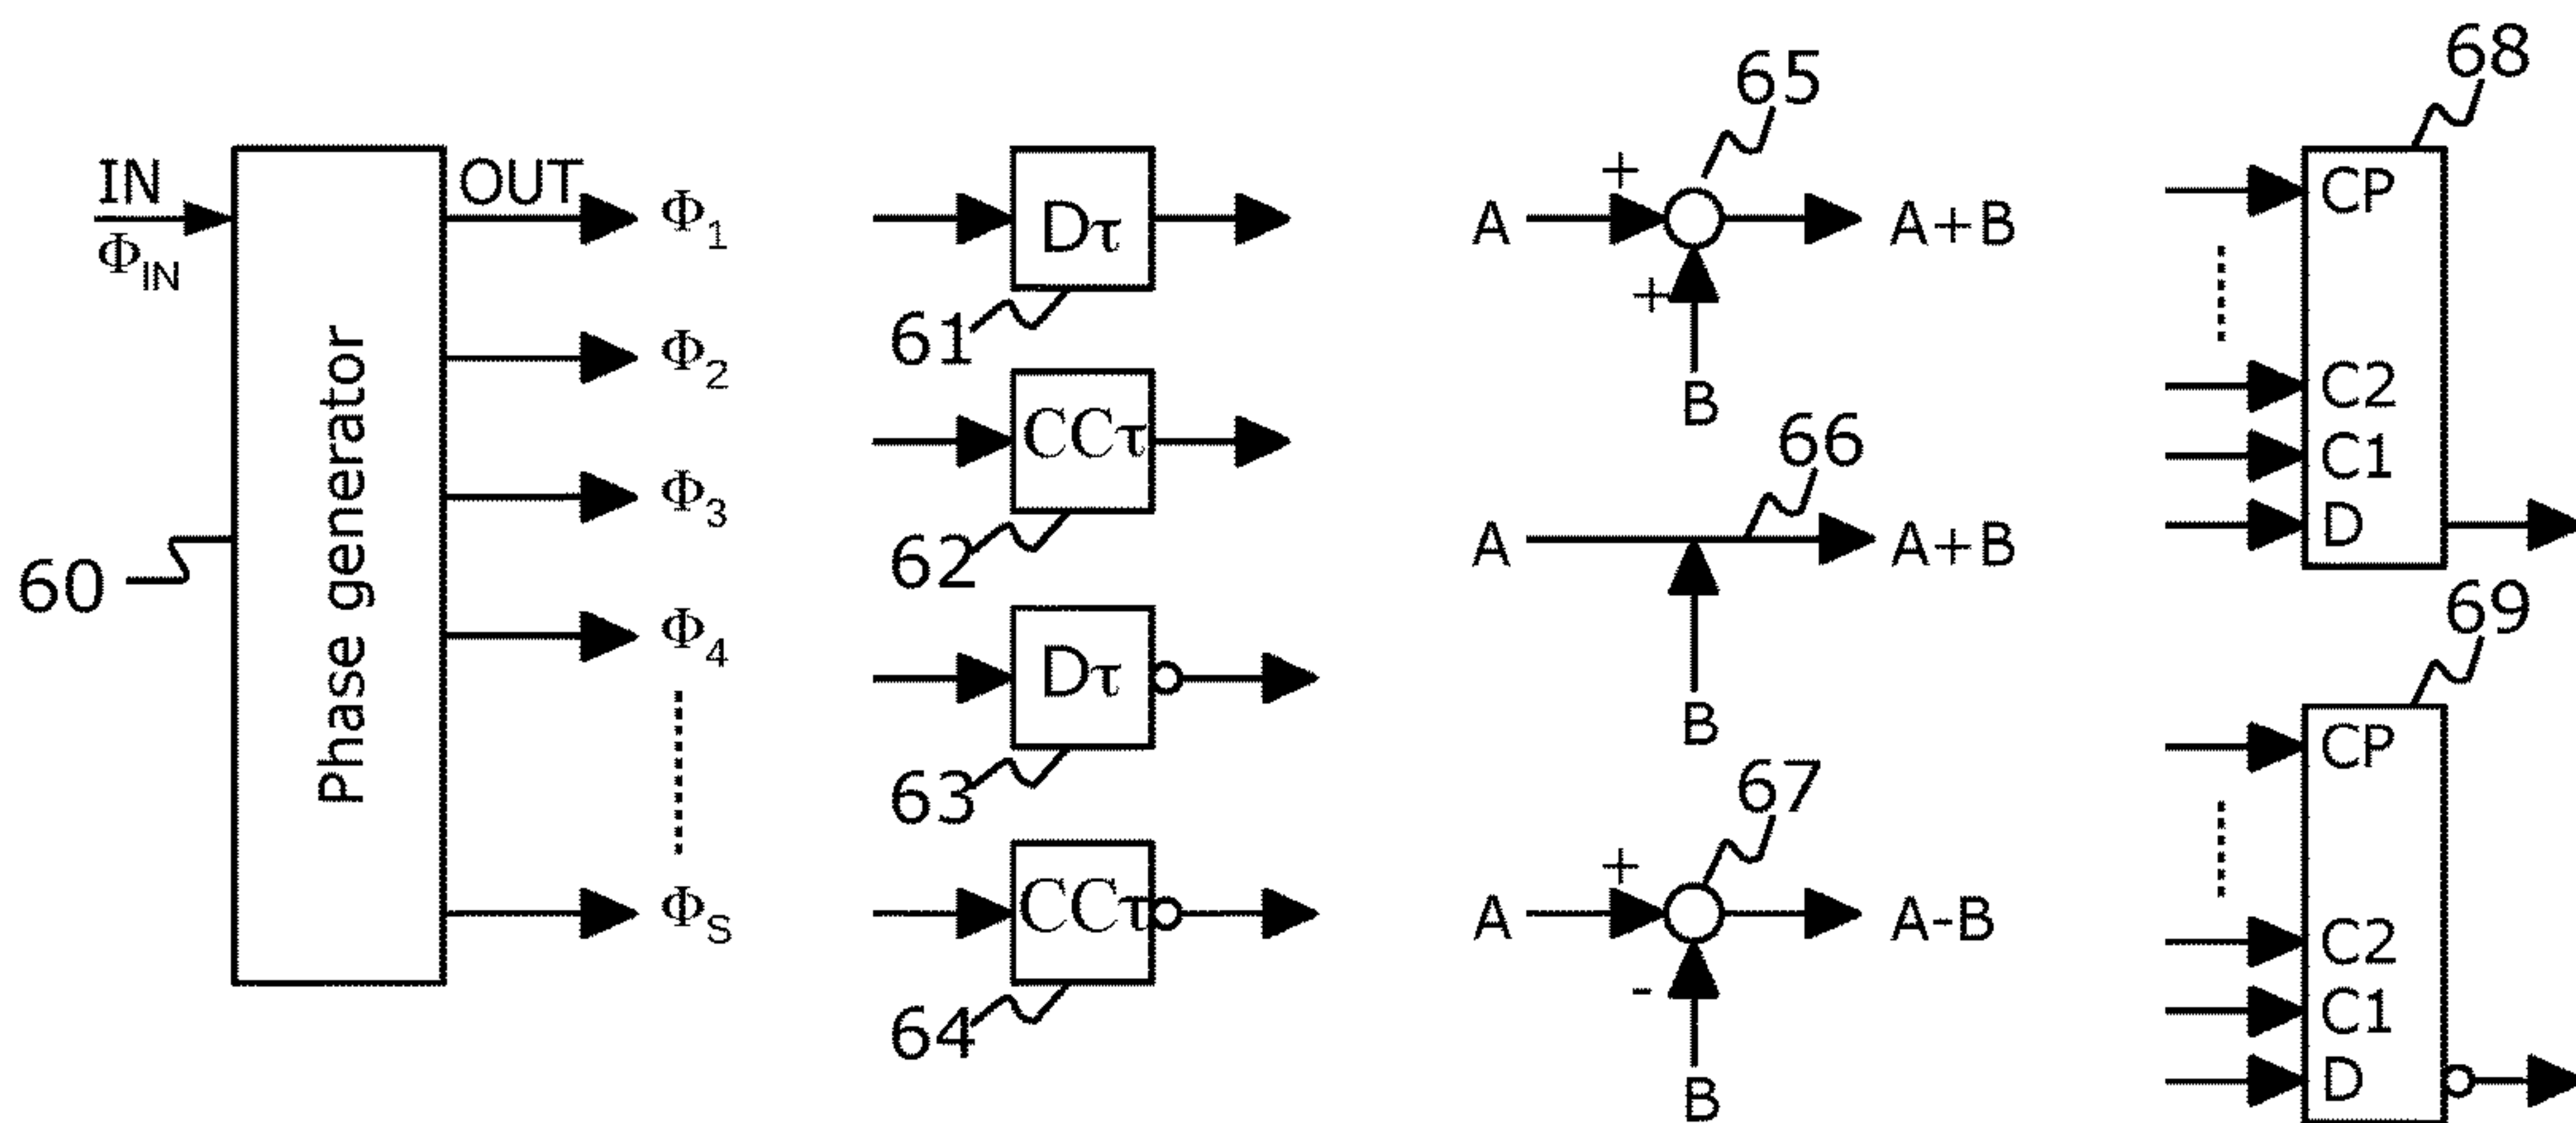 IN
Φ_IN
60
Phase generator
OUT
Φ1
Φ2
Φ3
Φ4
ΦS
Dτ
61
CCτ
62
Dτ
63
CCτ
64
65
+
A
A+B
+
B
66
A
A+B
B
67
+
A
A-B
-
B
68
CP
C2
C1
D
69
CP
C2
C1
D